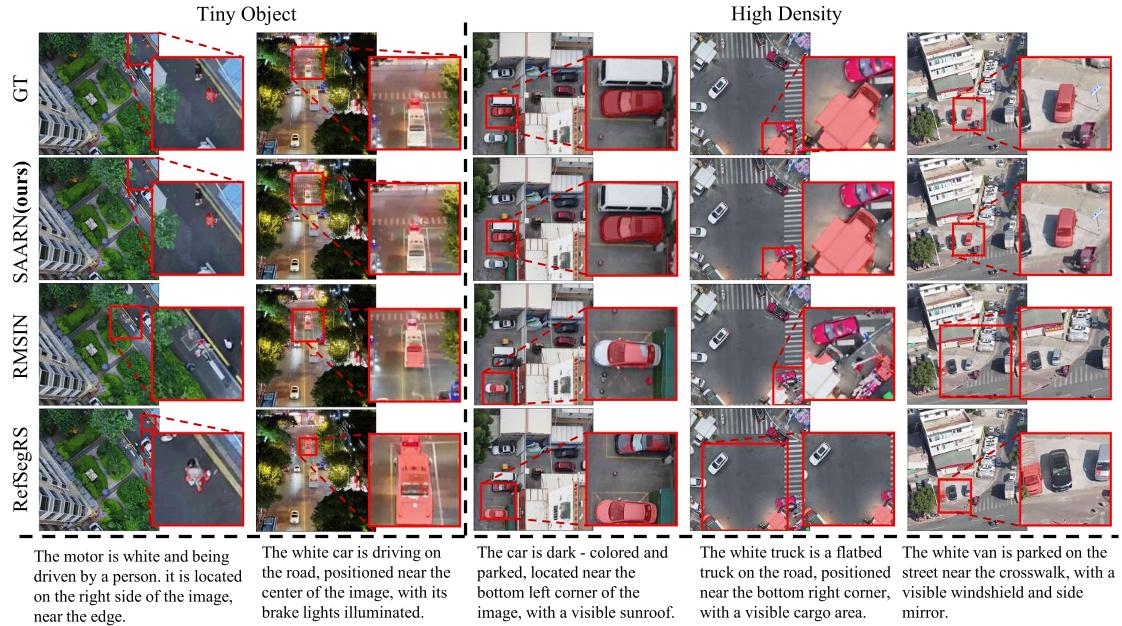 Tiny Object
High Density
GT
SAARN(ours)
RMSIN
RefSegRS
The motor is white and being
driven by a person. it is located
on the right side of the image,
near the edge.
The white car is driving on
the road, positioned near the
center of the image, with its
brake lights illuminated.
The car is dark - colored and
parked, located near the
bottom left corner of the
image, with a visible sunroof.
The white truck is a flatbed
truck on the road, positioned
near the bottom right corner,
with a visible cargo area.
The white van is parked on the
street near the crosswalk, with a
visible windshield and side
mirror.